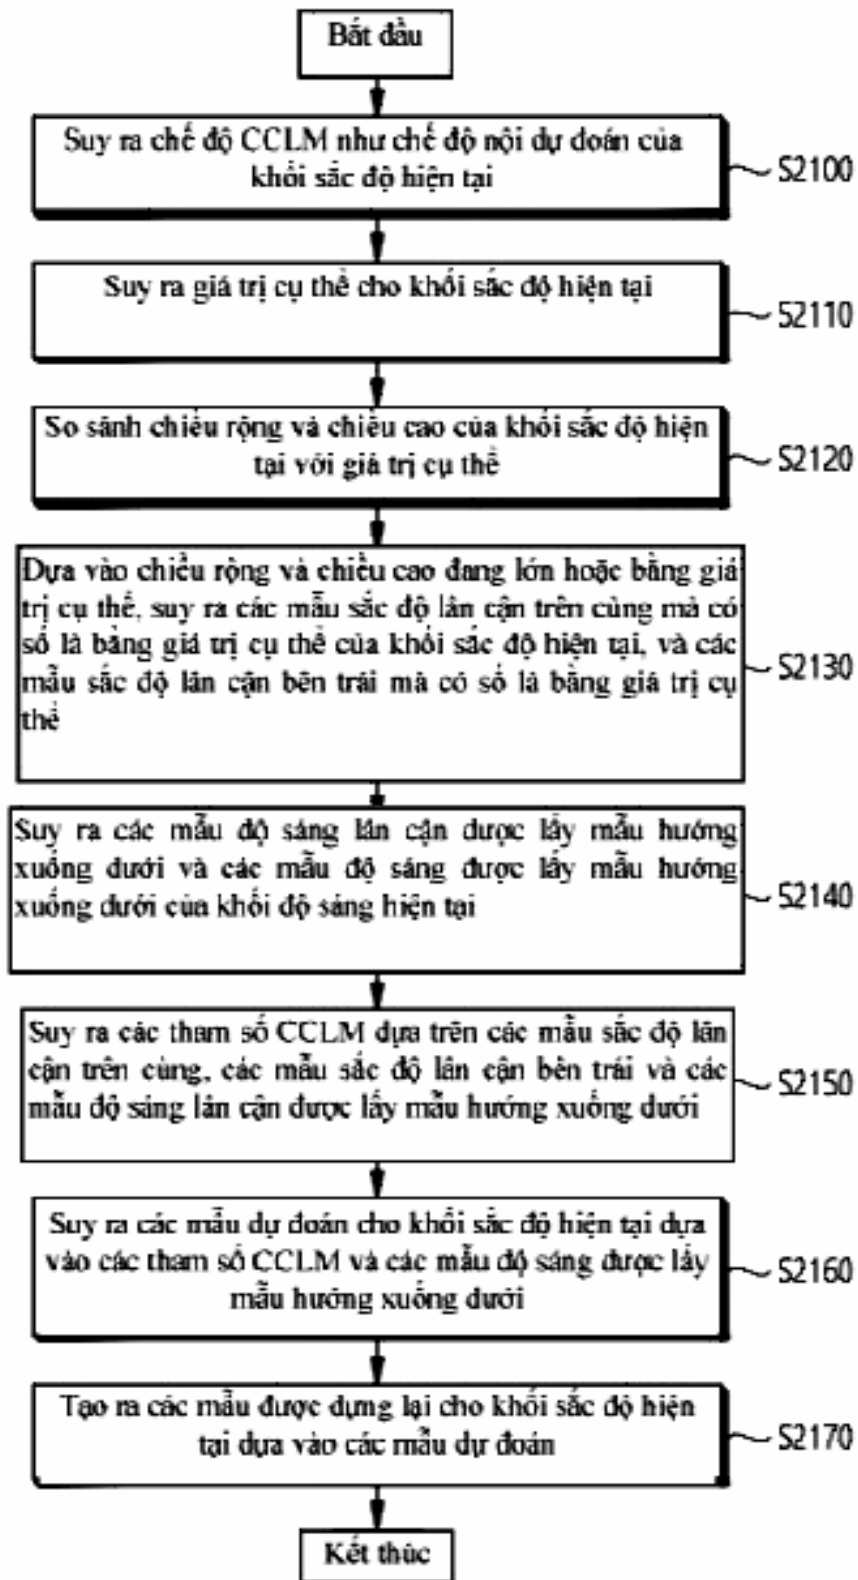 Bắt đầu
Suy ra chế độ CCLM như chế độ nội dự đoán của
khối sắc độ hiện tại
S2100
Suy ra giá trị cụ thể cho khối sắc độ hiện tại
S2110
So sánh chiều rộng và chiều cao của khối sắc độ hiện
tại với giá trị cụ thể
S2120
Dựa vào chiều rộng và chiều cao đang lớn hoặc bằng giá
trị cụ thể, suy ra các mẫu sắc độ lân cận trên cùng mà có
số là bằng giá trị cụ thể của khối sắc độ hiện tại, và các
mẫu sắc độ lân cận bên trái mà có số là bằng giá trị cụ
thể
S2130
Suy ra các mẫu độ sáng lân cận được lấy mẫu hướng
xuống dưới và các mẫu độ sáng được lấy mẫu hướng
xuống dưới của khối độ sáng hiện tại
S2140
Suy ra các tham số CCLM dựa trên các mẫu sắc độ lân
cận trên cùng, các mẫu sắc độ lân cận bên trái và các
mẫu độ sáng lân cận được lấy mẫu hướng xuống dưới
S2150
Suy ra các mẫu dự đoán cho khối sắc độ hiện tại dựa
vào các tham số CCLM và các mẫu độ sáng được lấy
mẫu hướng xuống dưới
S2160
Tạo ra các mẫu được dựng lại cho khối sắc độ hiện
tại dựa vào các mẫu dự đoán
S2170
Kết thúc